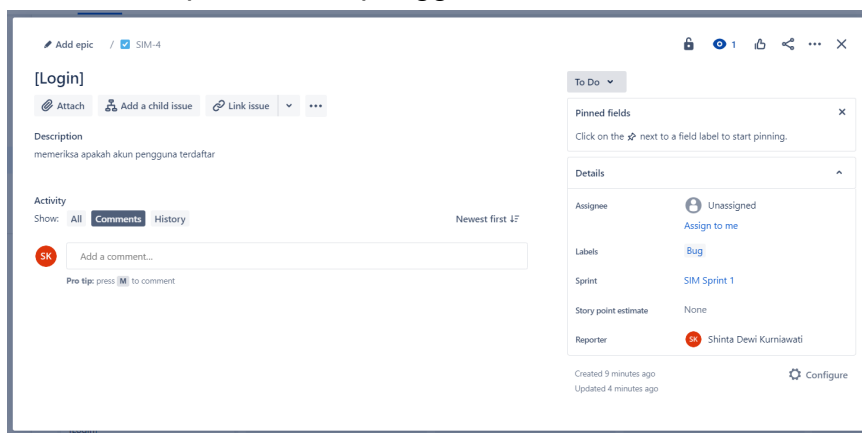 Add epic / SIM-4
1
[Login]
Attach Add a child issue Link issue
Description
memeriksa apakah akun pengguna terdaftar
Activity
Show: All Comments History Newest first
SK Add a comment...
Pro tip: press M to comment
To Do
Pinned fields
Click on the next to a field label to start pinning.
Details
Assignee Unassigned
Assign to me
Labels Bug
Sprint SIM Sprint 1
Story point estimate None
Reporter SK Shinta Dewi Kurniawati
Created 9 minutes ago Configure
Updated 4 minutes ago